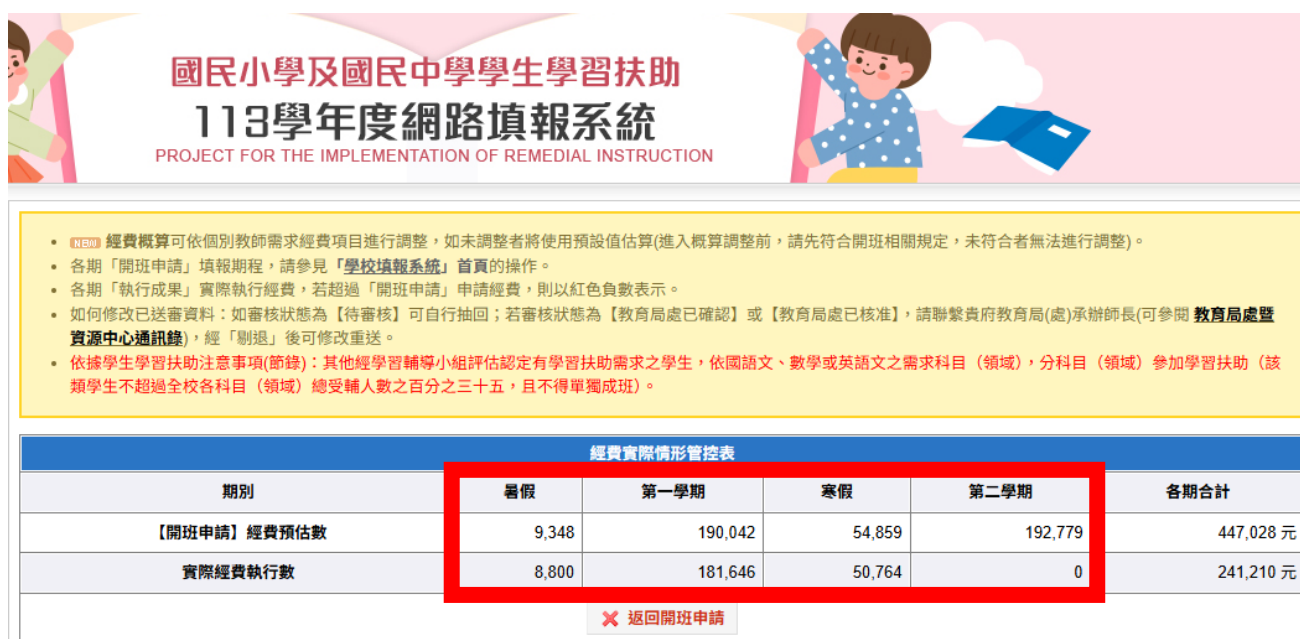 國民小學及國民中學學生學習扶助
113學年度網路填報系統
PROJECT FOR THE IMPLEMENTATION OF REMEDIAL INSTRUCTION
NEW 經費概算可依個別教師需求經費項目進行調整，如未調整者將使用預設值估算(進入概算調整前，請先符合開班相關規定，未符合者無法進行調整)。
各期「開班申請」填報期程，請參見「學校填報系統」首頁的操作。
各期「執行成果」實際執行經費，若超過「開班申請」申請經費，則以紅色負數表示。
如何修改已送審資料：如審核狀態為【待審核】可自行抽回；若審核狀態為【教育局處已確認】或【教育局處已核准】，請聯繫貴府教育局(處)承辦師長(可參閱 教育局處暨
資源中心通訊錄)，經「剔退」後可修改重送。
依據學生學習扶助注意事項(節錄)：其他經學習輔導小組評估認定有學習扶助需求之學生，依國語文、數學或英語文之需求科目（領域），分科目（領域）參加學習扶助（該
類學生不超過全校各科目（領域）總受輔人數之百分之三十五，且不得單獨成班）。
經費實際情形管控表
期別 暑假 第一學期 寒假 第二學期 各期合計
【開班申請】經費預估數 9,348 190,042 54,859 192,779 447,028 元
實際經費執行數 8,800 181,646 50,764 0 241,210 元
返回開班申請